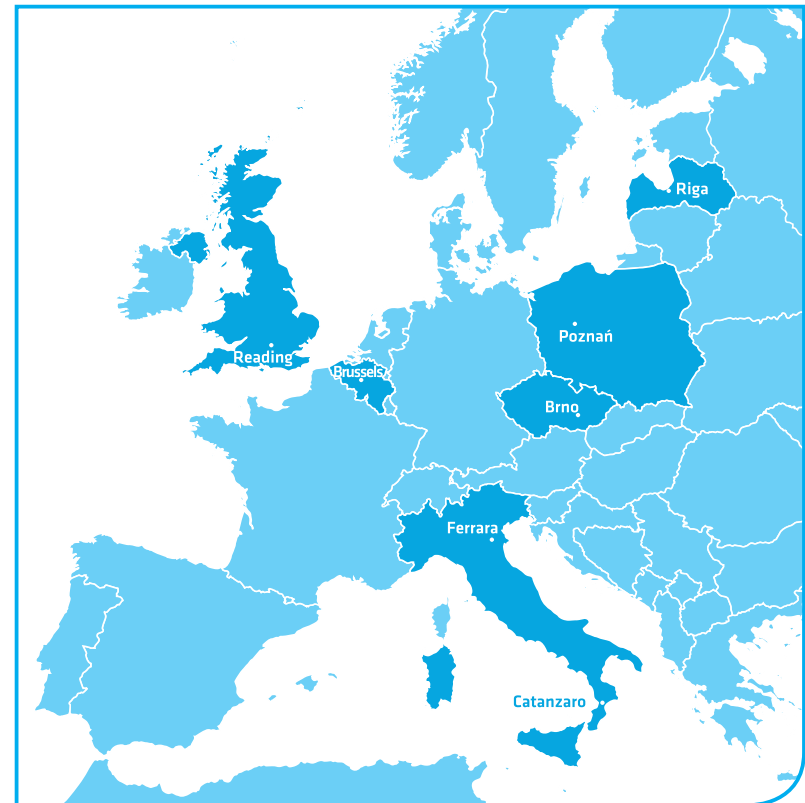 Riga
Poznań
Reading
Brussels
Brno
Ferrara
Catanzaro